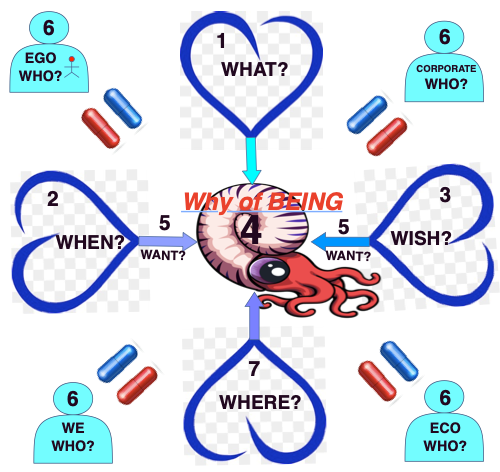 6
EGO
WHO?
1
WHAT?
6
CORPORATE
WHO?
2
WHEN?
5
WANT?
Why of BEING
4
5
WANT?
3
WISH?
7
WHERE?
6
WE
WHO?
6
ECO
WHO?